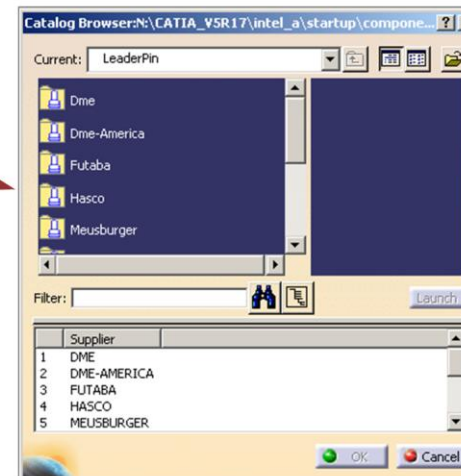 Catalog Browser:N:\CATIA_V5R17\intel_a\startup\compone... ?
Current: LeaderPin
Dme
Dme-America
Futaba
Hasco
Meusburger
Filter: Launch
Supplier
1 DME
2 DME-AMERICA
3 FUTABA
4 HASCO
5 MEUSBURGER
OK Cancel